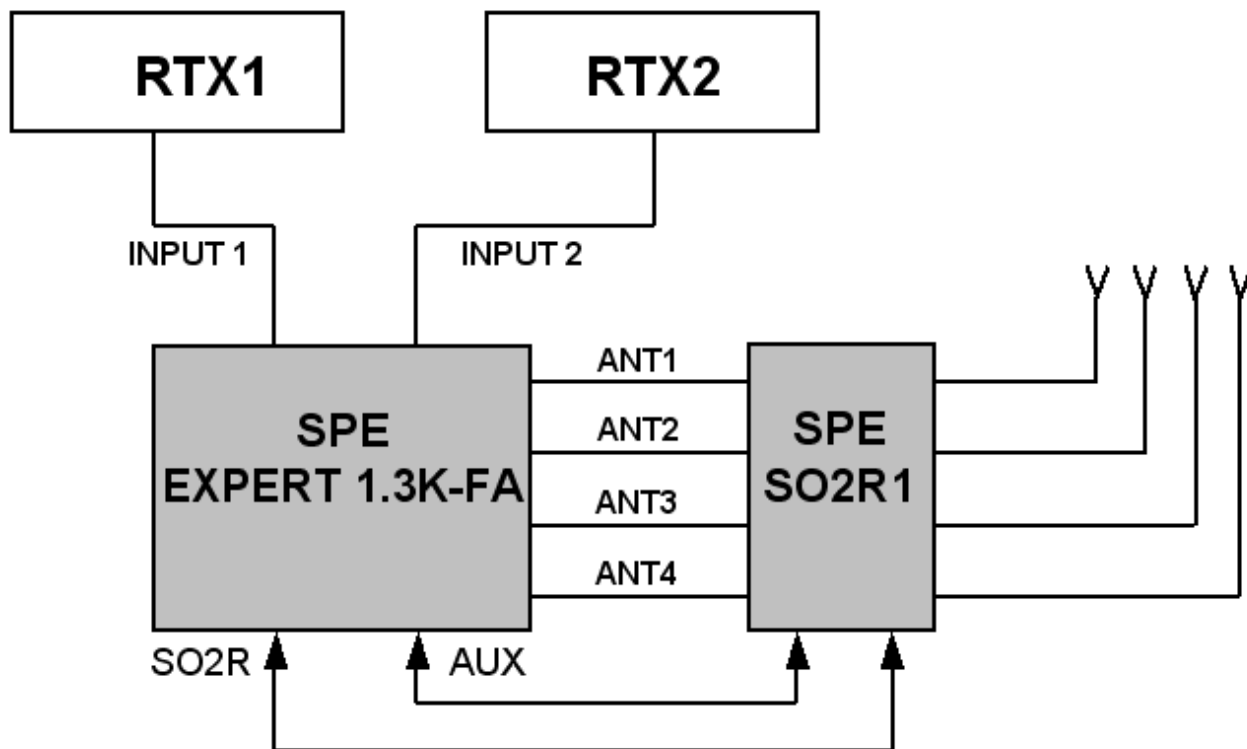 RTX1
RTX2
INPUT 1
INPUT 2
SPE
EXPERT 1.3K-FA
ANT1
ANT2
ANT3
ANT4
SPE
SO2R1
SO2R
AUX